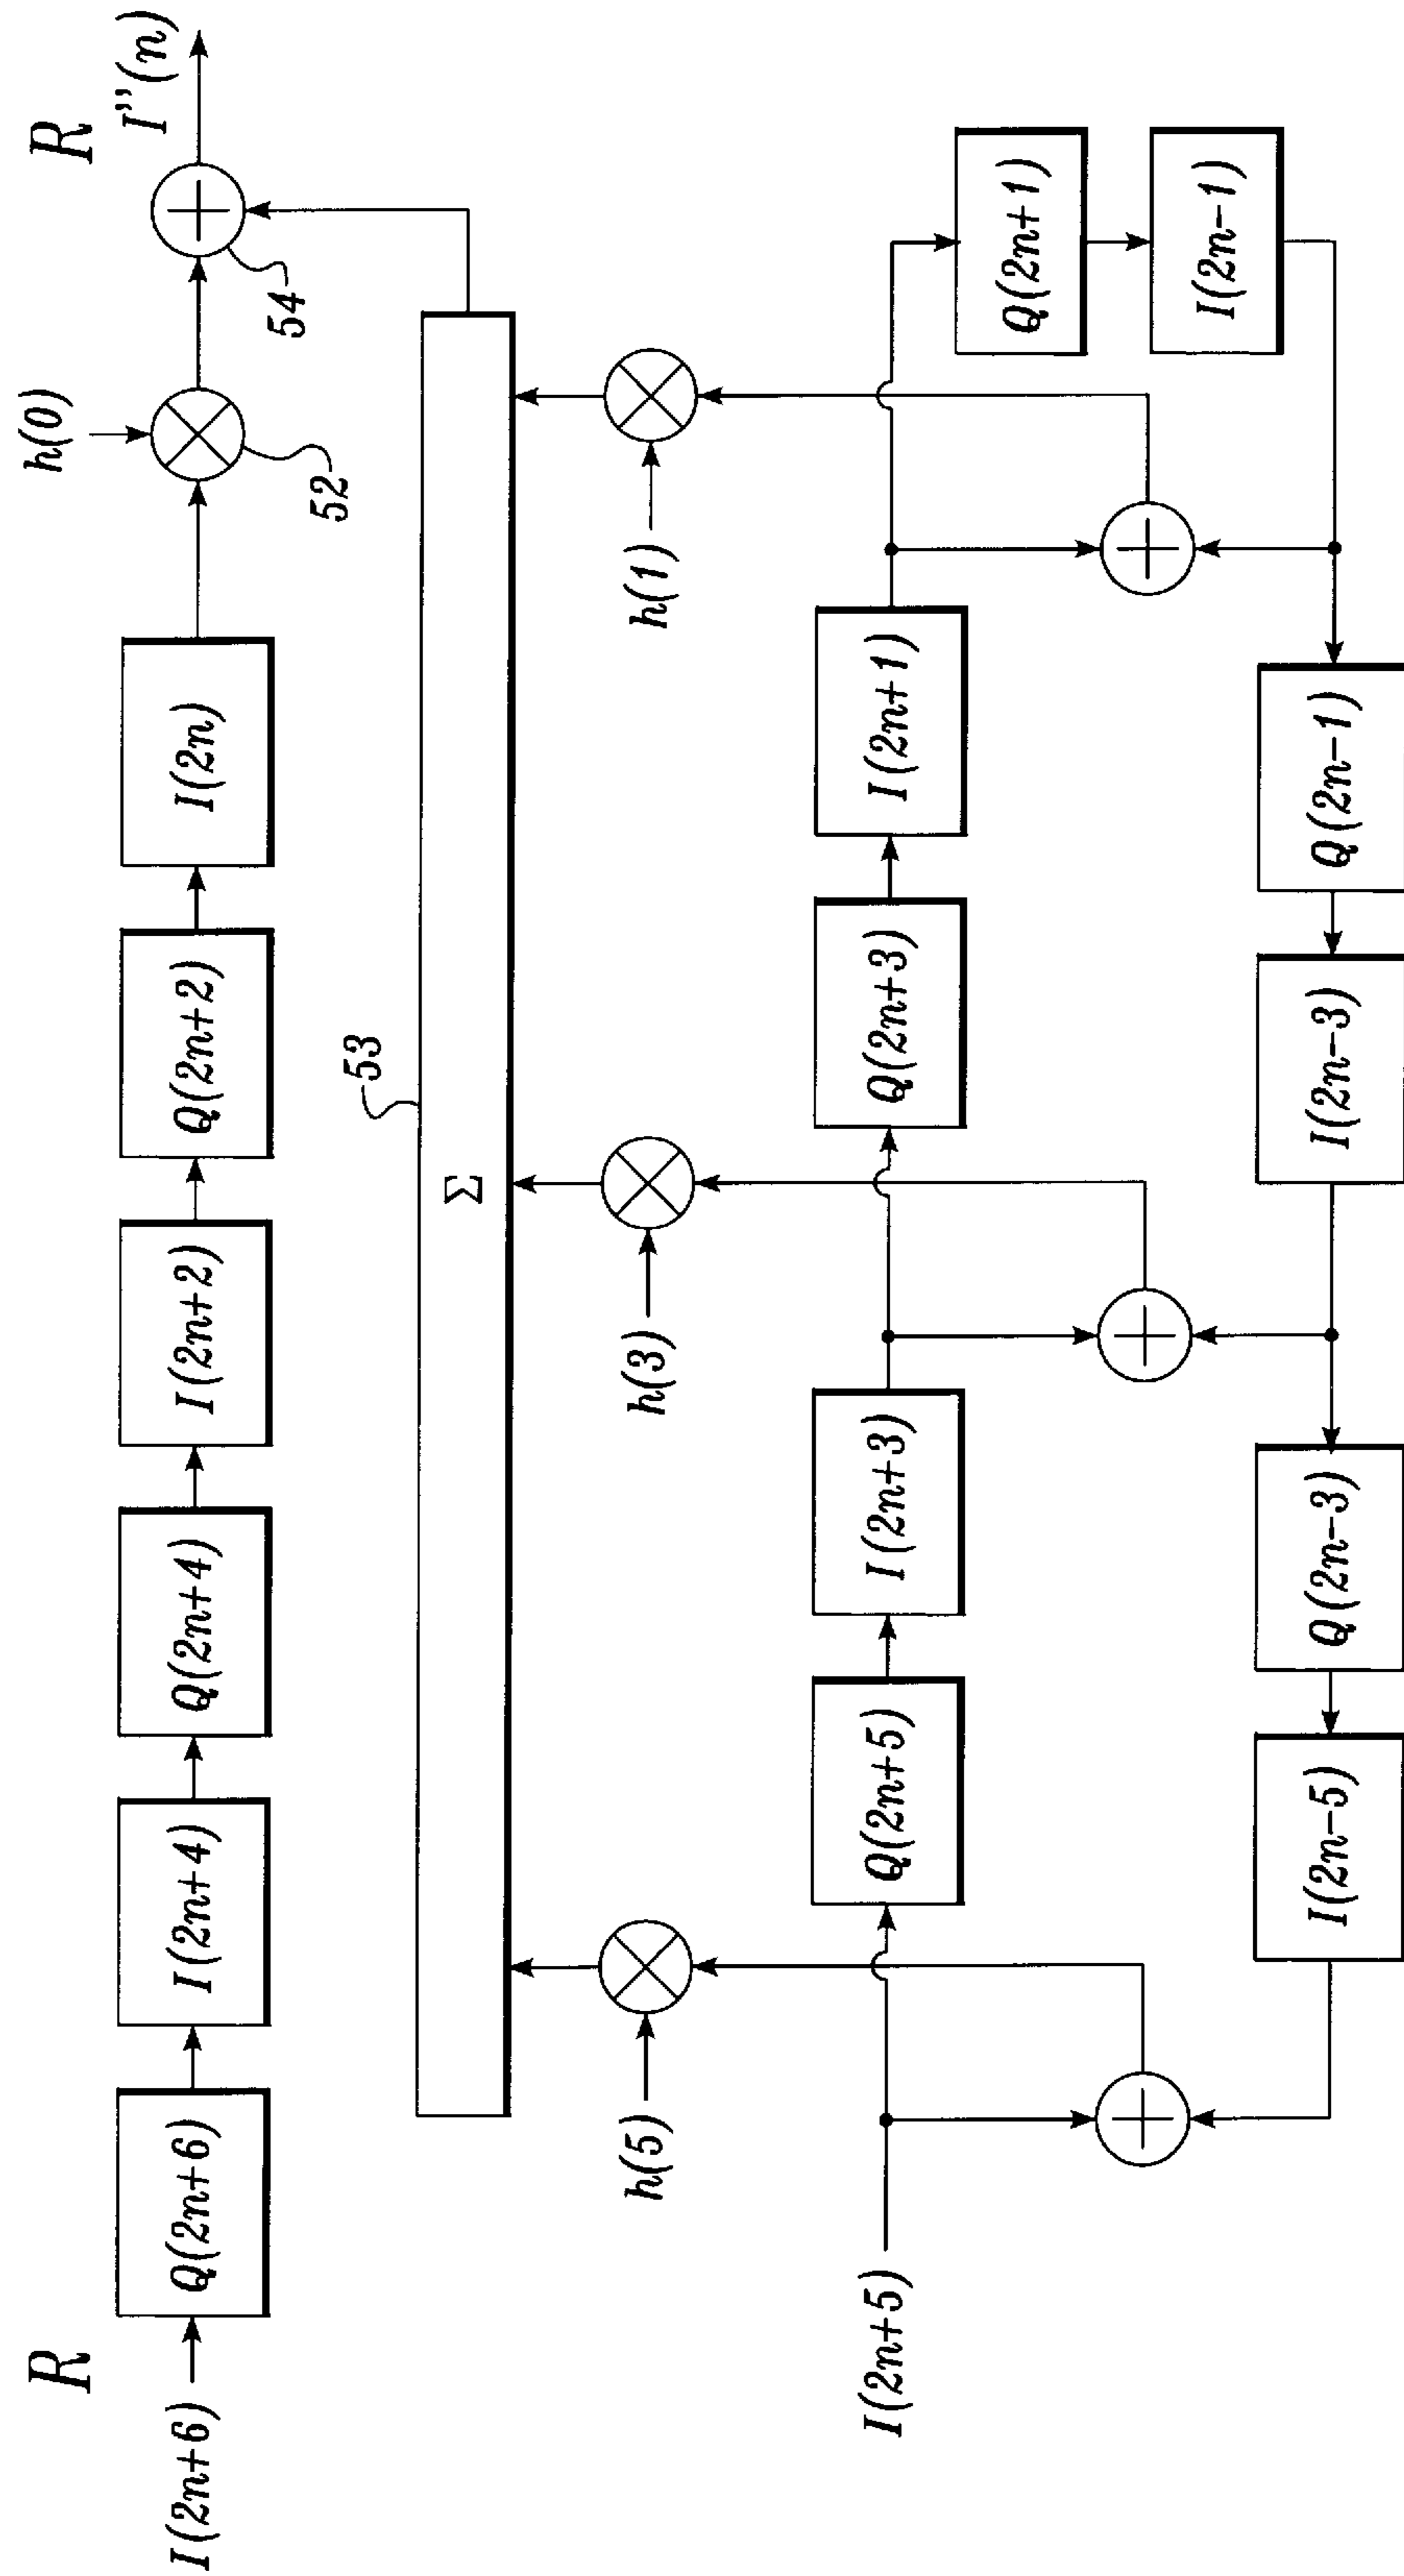 R
R
I(2n+6)
Q(2n+6)
I(2n+4)
Q(2n+4)
I(2n+2)
Q(2n+2)
I(2n)
h(0)
52
54
I''(n)
53
Σ
h(5)
h(3)
h(1)
I(2n+5)
Q(2n+5)
I(2n+3)
Q(2n+3)
I(2n+1)
Q(2n+1)
I(2n-1)
I(2n-5)
Q(2n-3)
I(2n-3)
Q(2n-1)